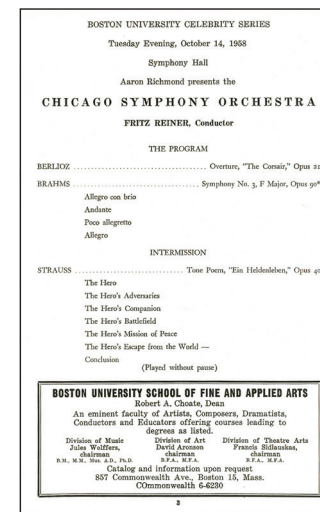 BOSTON UNIVERSITY CELEBRITY SERIES
Tuesday Evening, October 14, 1958
Symphony Hall
Aaron Richmond presents the
CHICAGO SYMPHONY ORCHESTRA
FRITZ REINER, Conductor
THE PROGRAM
BERLIOZ ........................................ Overture, "The Corsair," Opus 21
BRAHMS ...................................... Symphony No. 3, F Major, Opus 90*
Allegro con brio
Andante
Poco allegretto
Allegro
INTERMISSION
STRAUSS ................................ Tone Poem, "Ein Heldenleben," Opus 40
The Hero
The Hero's Adversaries
The Hero's Companion
The Hero's Battlefield
The Hero's Mission of Peace
The Hero's Escape from the World —
Conclusion
(Played without pause)
BOSTON UNIVERSITY SCHOOL OF FINE AND APPLIED ARTS
Robert A. Choate, Dean
An eminent faculty of Artists, Composers, Dramatists,
Conductors and Educators offering courses leading to
degrees as listed.
Division of Music Division of Art Division of Theatre Arts
Jules Wolffers, David Aronson Francis Sidlauskas,
chairman chairman chairman
B.M., M.M., Mus. A.D., Ph.D. B.F.A., M.F.A. B.F.A., M.F.A.
Catalog and information upon request
857 Commonwealth Ave., Boston 15, Mass.
COmmonwealth 6-6230
3